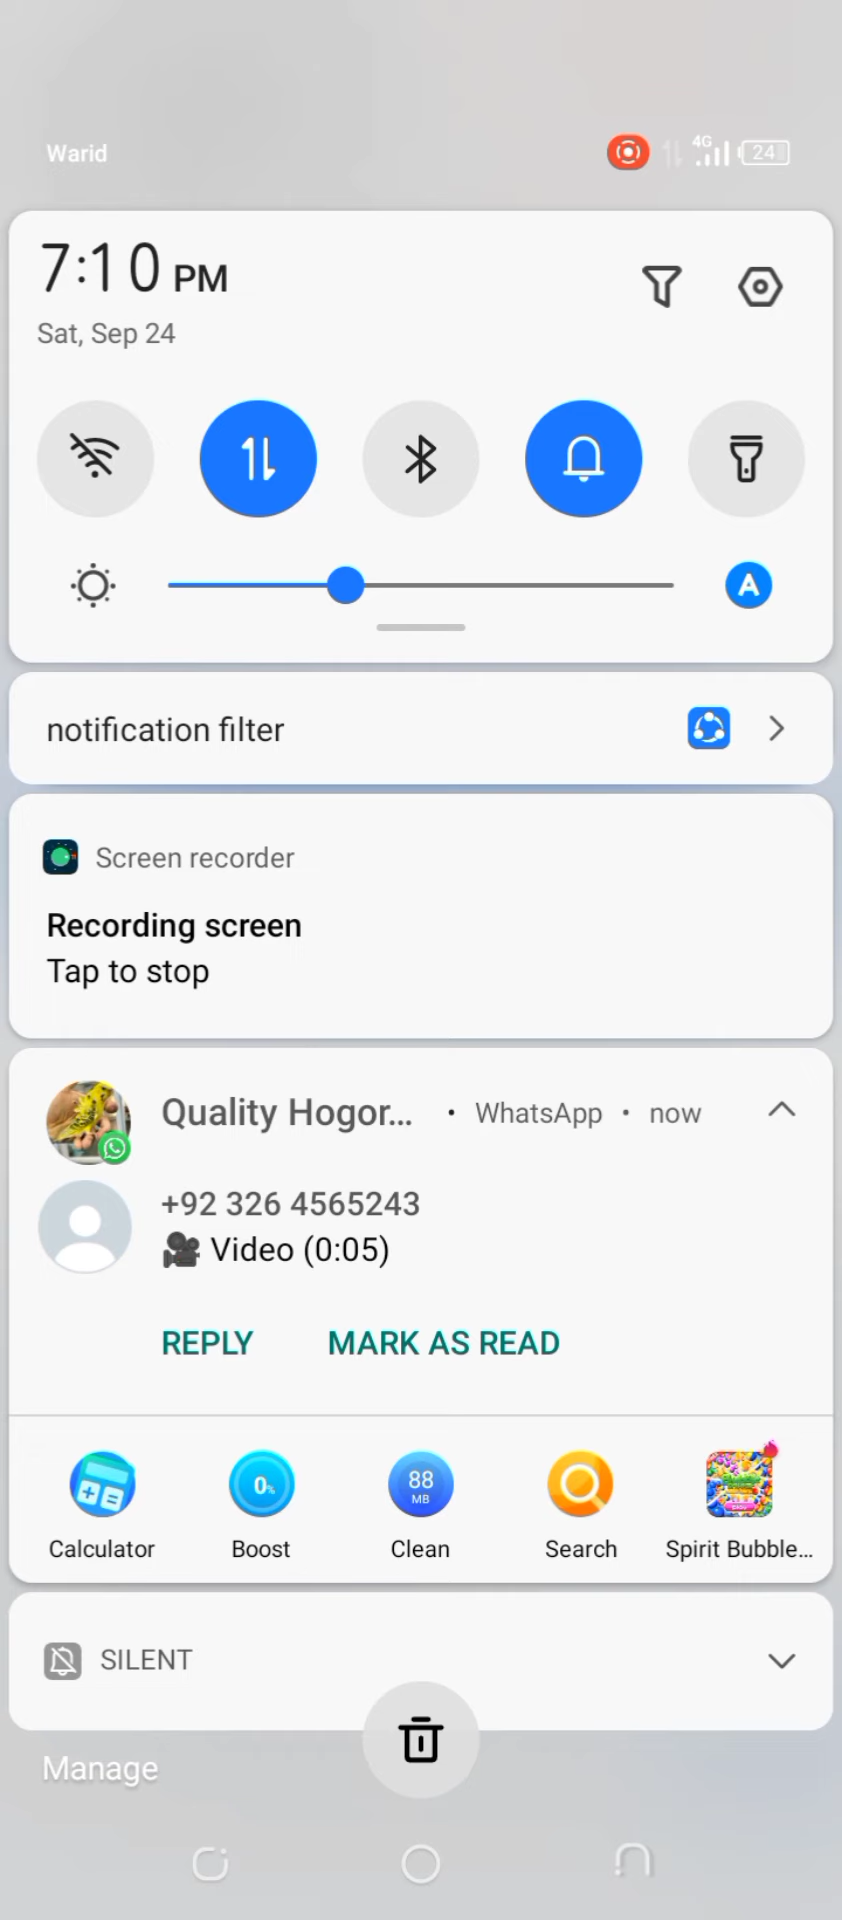 Warid
4G
24
7:10 PM
Sat, Sep 24
A
notification filter
Screen recorder
Recording screen
Tap to stop
Quality Hogor... • WhatsApp • now
+92 326 4565243
Video (0:05)
REPLY MARK AS READ
0%
88
MB
Calculator Boost Clean Search Spirit Bubble...
SILENT
Manage